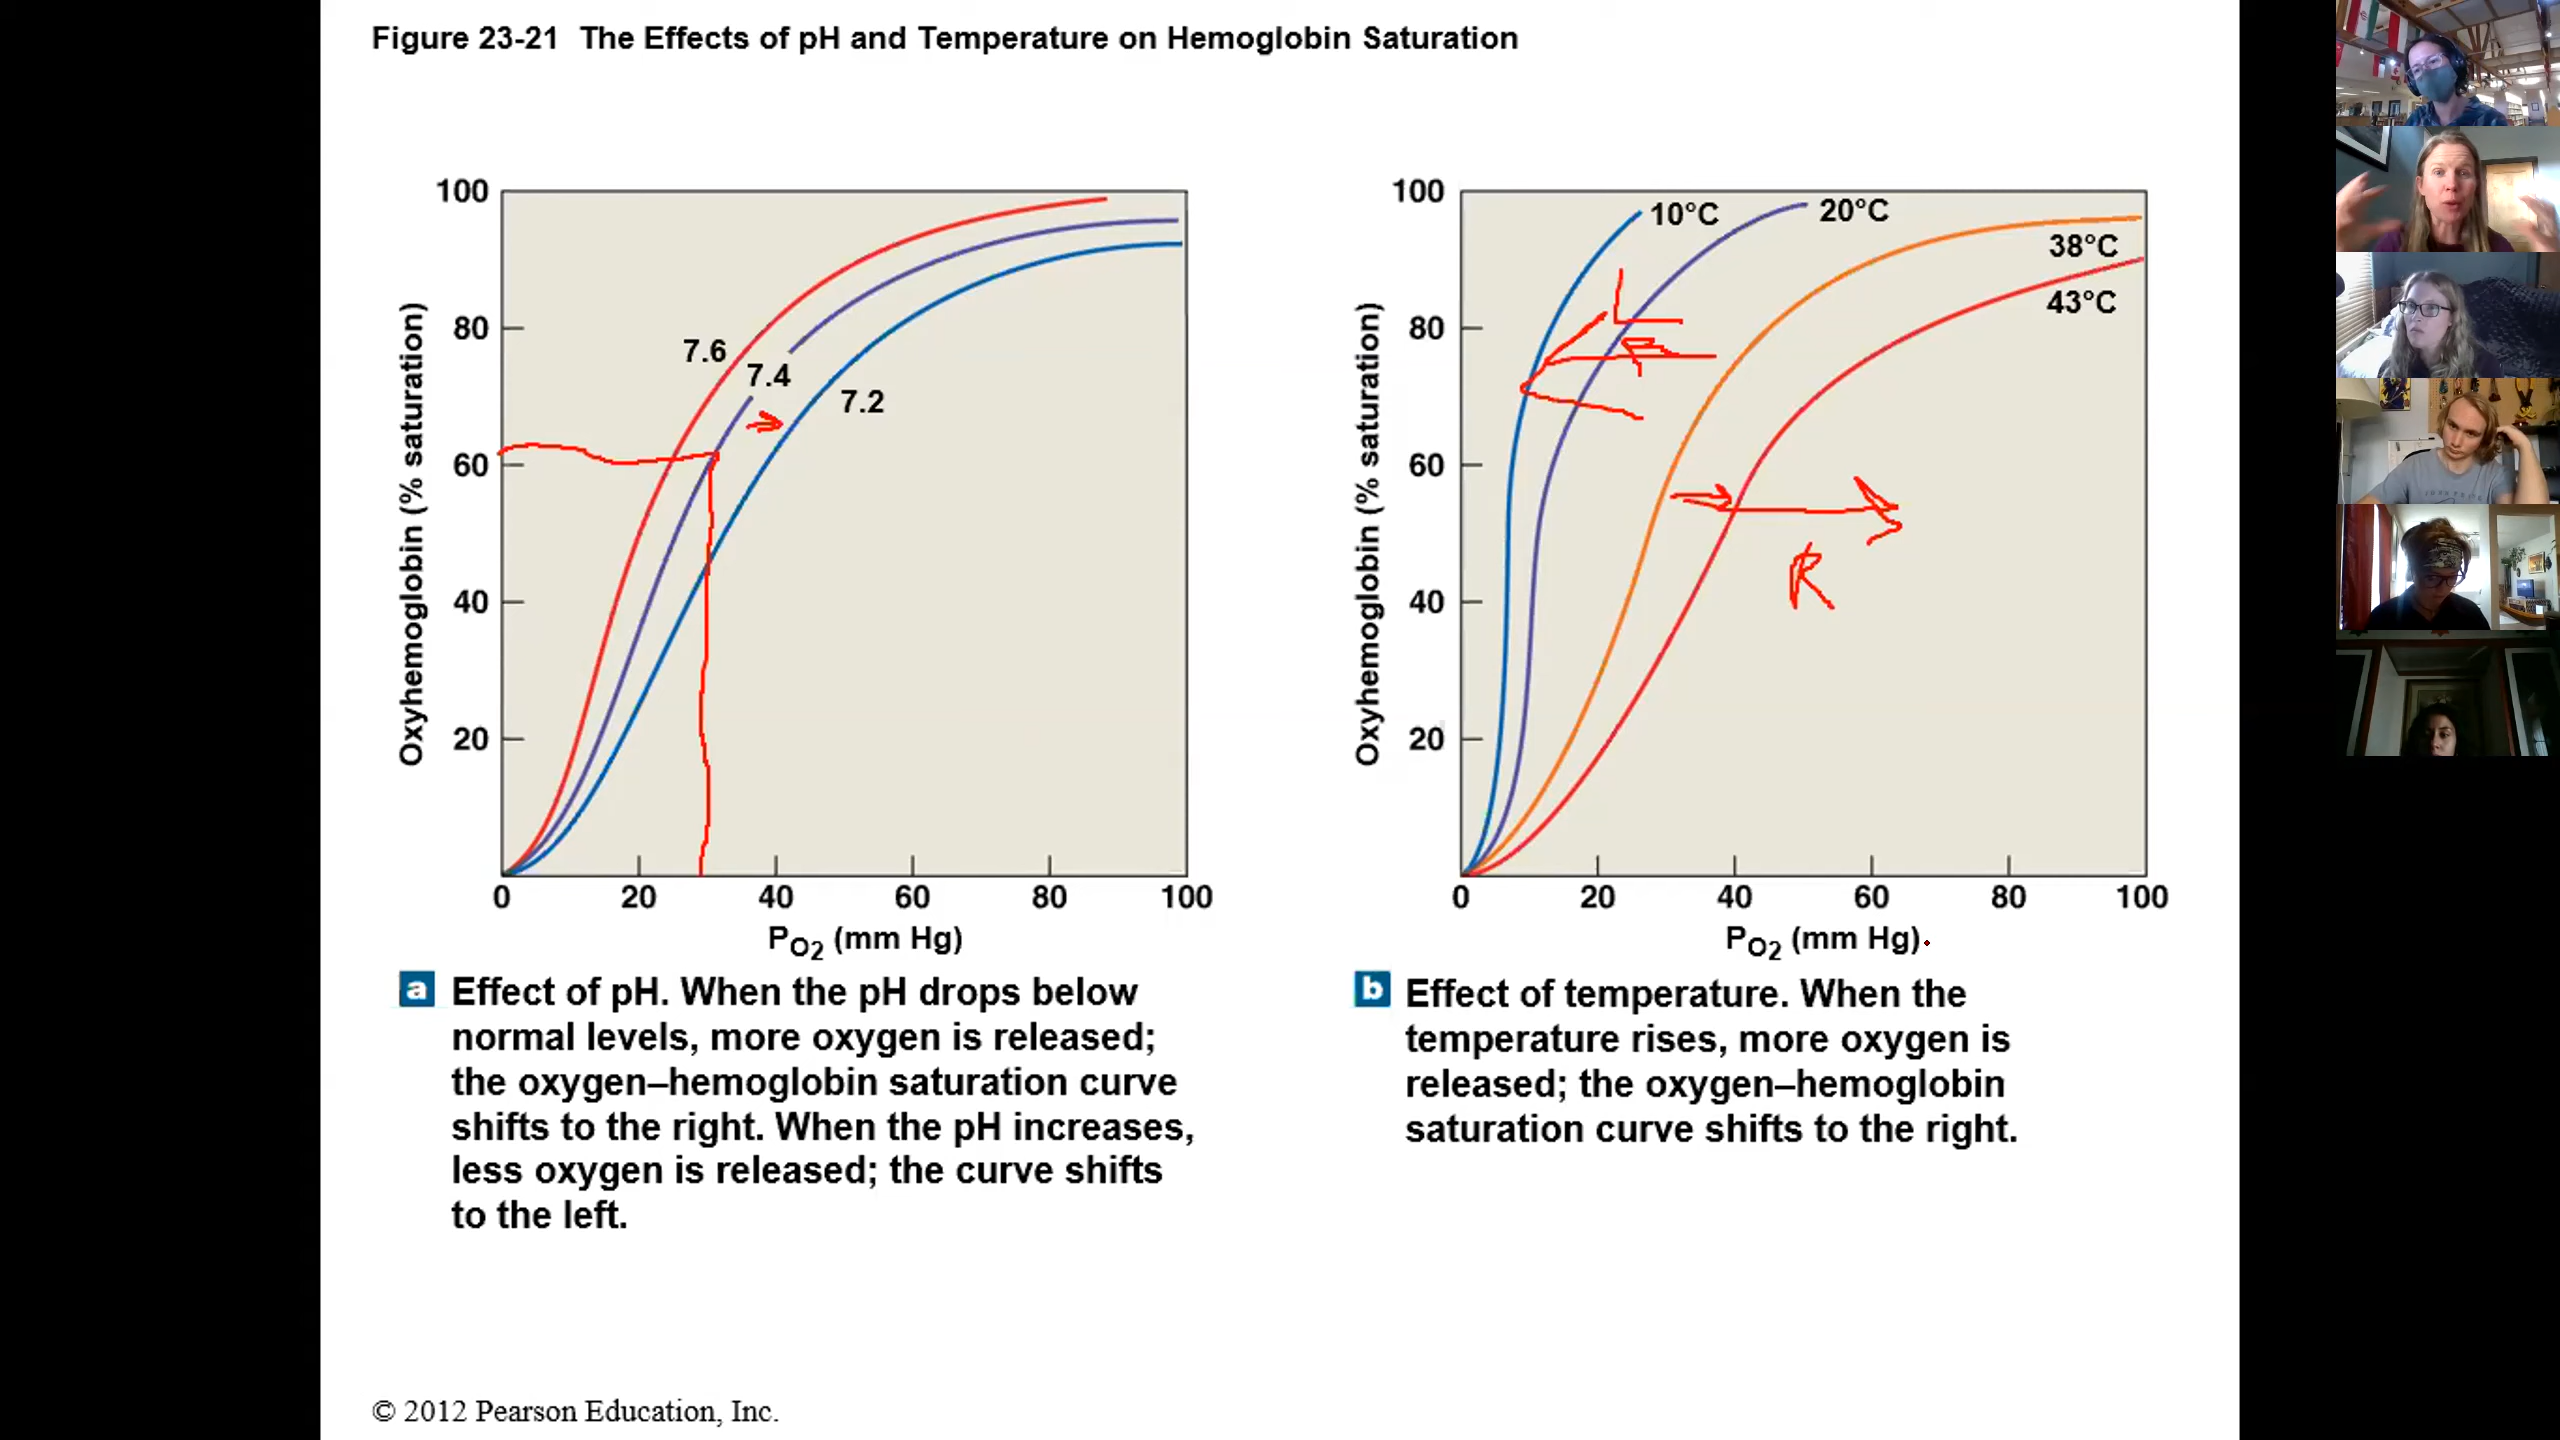 Figure 23-21 The Effects of pH and Temperature on Hemoglobin Saturation
Oxyhemoglobin (% saturation)
100
80
60
40
20
0
20
40
60
80
100
7.6
7.4
7.2
PO2 (mm Hg)
a Effect of pH. When the pH drops below
normal levels, more oxygen is released;
the oxygen–hemoglobin saturation curve
shifts to the right. When the pH increases,
less oxygen is released; the curve shifts
to the left.
Oxyhemoglobin (% saturation)
100
80
60
40
20
0
20
40
60
80
100
10°C
20°C
38°C
43°C
L
R
PO2 (mm Hg)
b Effect of temperature. When the
temperature rises, more oxygen is
released; the oxygen–hemoglobin
saturation curve shifts to the right.
© 2012 Pearson Education, Inc.